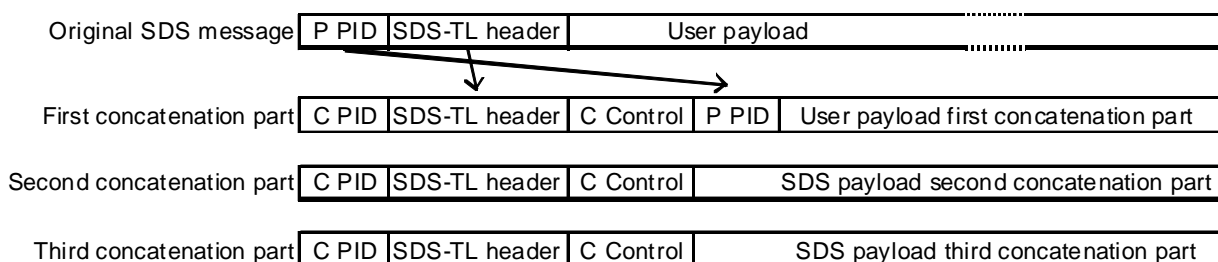 Original SDS message P PID SDS-TL header User payload
First concatenation part C PID SDS-TL header C Control P PID User payload first concatenation part
Second concatenation part C PID SDS-TL header C Control SDS payload second concatenation part
Third concatenation part C PID SDS-TL header C Control SDS payload third concatenation part